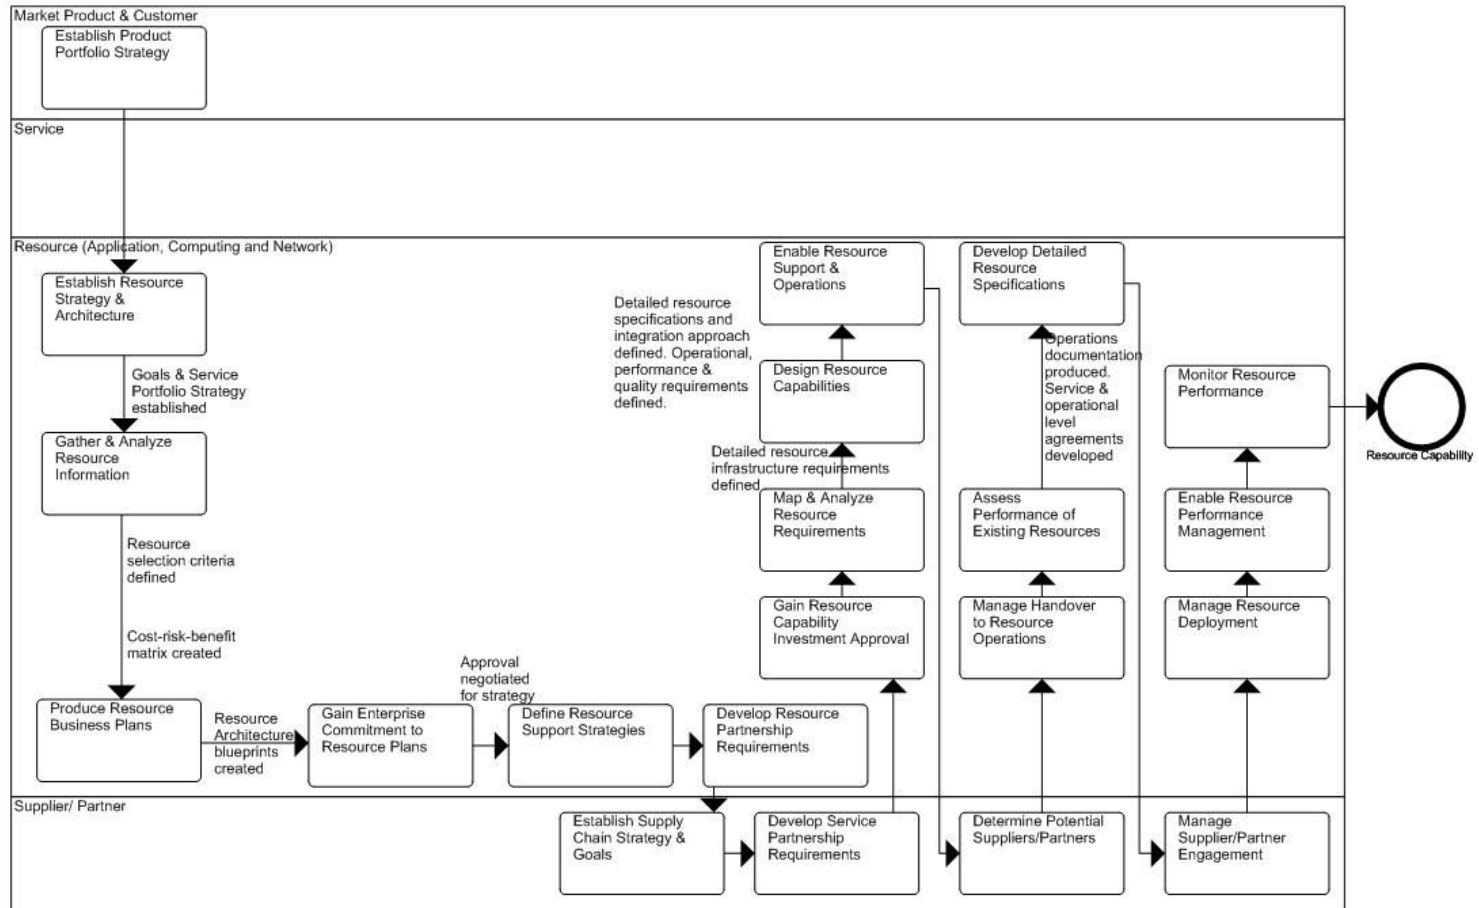 Market Product & Customer
Establish Product
Portfolio Strategy
Service
Resource (Application, Computing and Network)
Establish Resource
Strategy &
Architecture
Goals & Service
Portfolio Strategy
established
Gather & Analyze
Resource
Information
Resource
selection criteria
defined
Cost-risk-benefit
matrix created
Produce Resource
Business Plans
Resource
Architecture
blueprints
created
Gain Enterprise
Commitment to
Resource Plans
Approval
negotiated
for strategy
Define Resource
Support Strategies
Develop Resource
Partnership
Requirements
Supplier/ Partner
Establish Supply
Chain Strategy &
Goals
Develop Service
Partnership
Requirements
Gain Resource
Capability
Investment Approval
Map & Analyze
Resource
Requirements
Detailed resource
infrastructure requirements
defined
Design Resource
Capabilities
Detailed resource
specifications and
integration approach
defined. Operational,
performance &
quality requirements
defined.
Enable Resource
Support &
Operations
Determine Potential
Suppliers/Partners
Manage Handover
to Resource
Operations
Assess
Performance of
Existing Resources
Operations
documentation
produced.
Service &
operational
level
agreements
developed
Develop Detailed
Resource
Specifications
Manage
Supplier/Partner
Engagement
Manage Resource
Deployment
Enable Resource
Performance
Management
Monitor Resource
Performance
Resource Capability